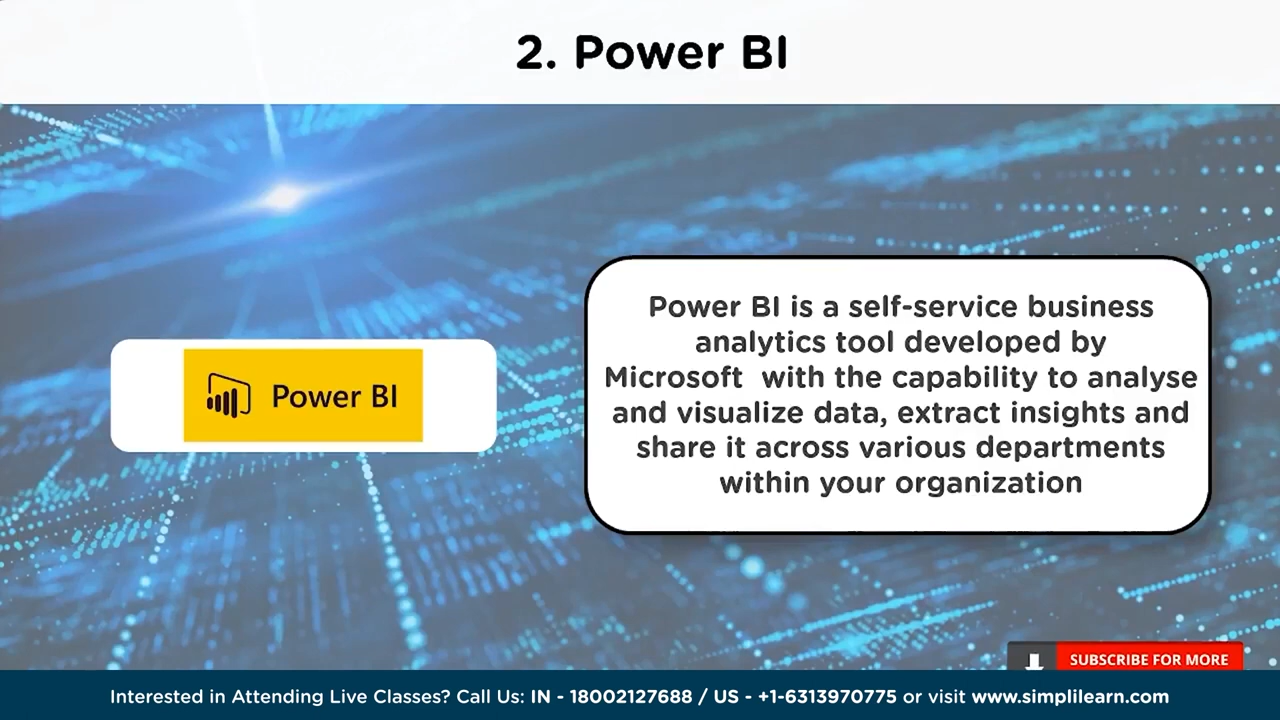 2. Power BI
Power BI
Power BI is a self-service business
analytics tool developed by
Microsoft with the capability to analyse
and visualize data, extract insights and
share it across various departments
within your organization
SUBSCRIBE FOR MORE
Interested in Attending Live Classes? Call Us: IN - 18002127688 / US - +1-6313970775 or visit www.simplilearn.com